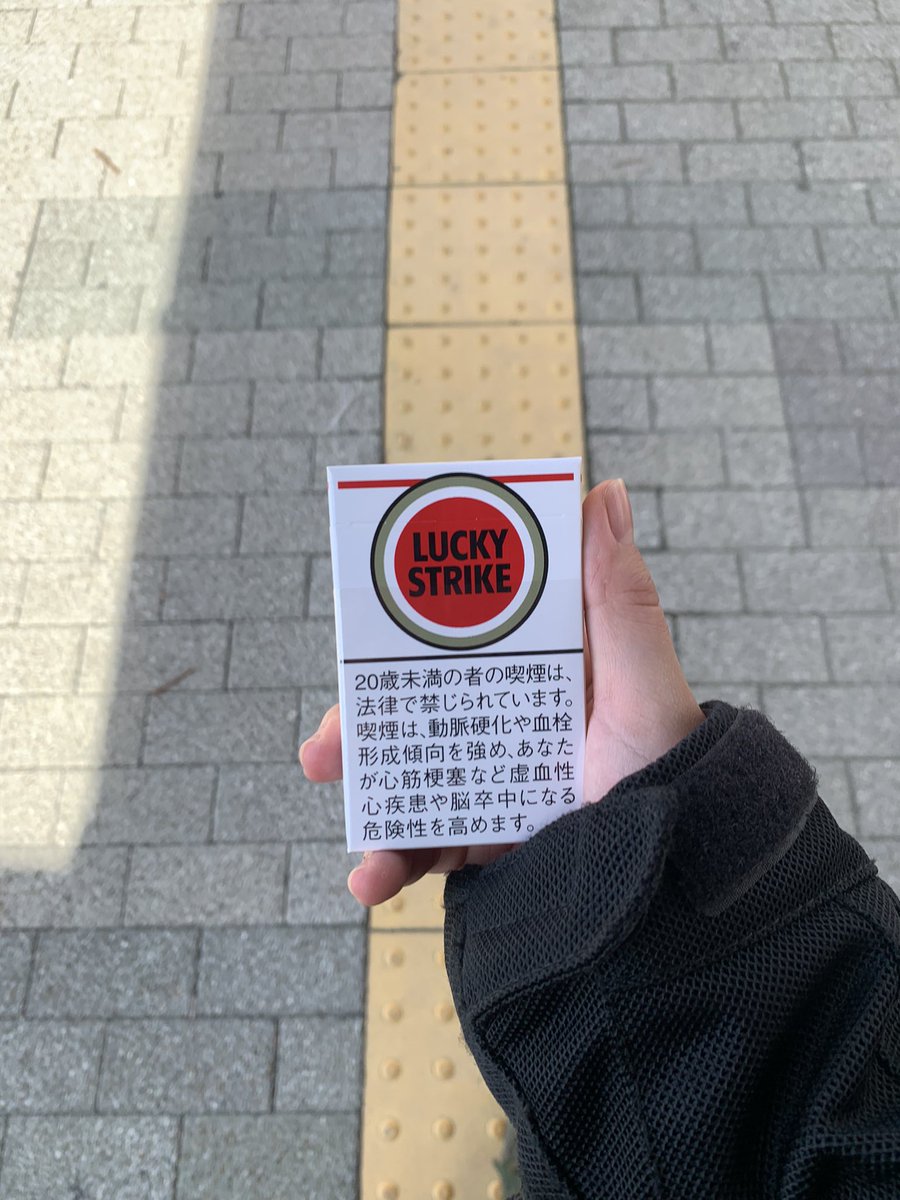 LUCKY
STRIKE
20歳未満の者の喫煙は、
法律で禁じられています。
喫煙は、動脈硬化や血栓
形成傾向を強め、あなた
が心筋梗塞など虚血性
心疾患や脳卒中になる
危険性を高めます。